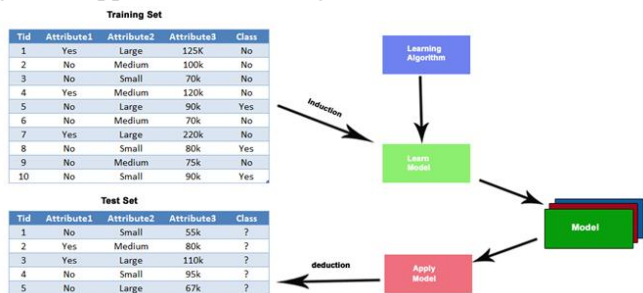 Training Set
Tid Attribute1 Attribute2 Attribute3 Class
1 Yes Large 125K No
2 No Medium 100k No
3 No Small 70k No
4 Yes Medium 120k No
5 No Large 90k Yes
6 No Medium 70k No
7 Yes Large 220k No
8 No Small 80k Yes
9 No Medium 75k No
10 No Small 90k Yes
Learning
Algorithm
Induction
Learn
Model
Model
Test Set
Tid Attribute1 Attribute2 Attribute3 Class
1 No Small 55k ?
2 Yes Medium 80k ?
3 Yes Large 110k ?
4 No Small 95k ?
5 No Large 67k ?
deduction
Apply
Model